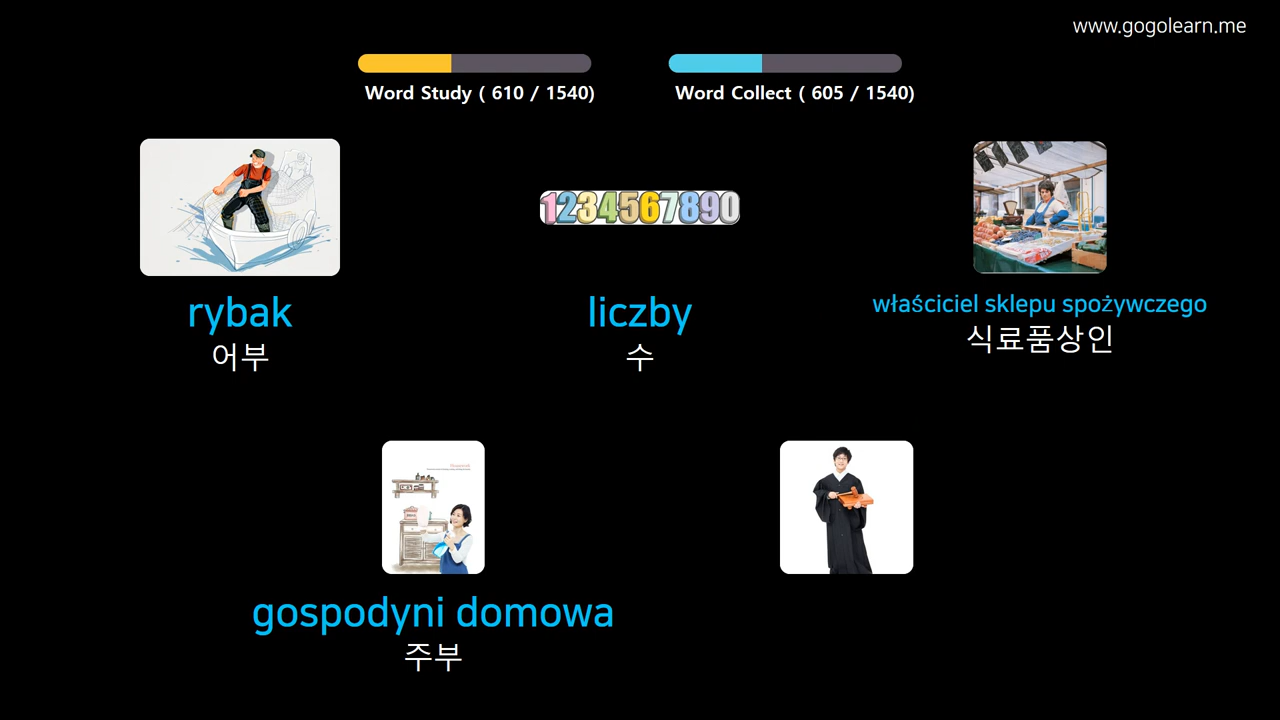 www.gogolearn.me
Word Study ( 610 / 1540)
Word Collect ( 605 / 1540)
1234567890
rybak
어부
liczby
수
właściciel sklepu spożywczego
식료품상인
gospodyni domowa
주부